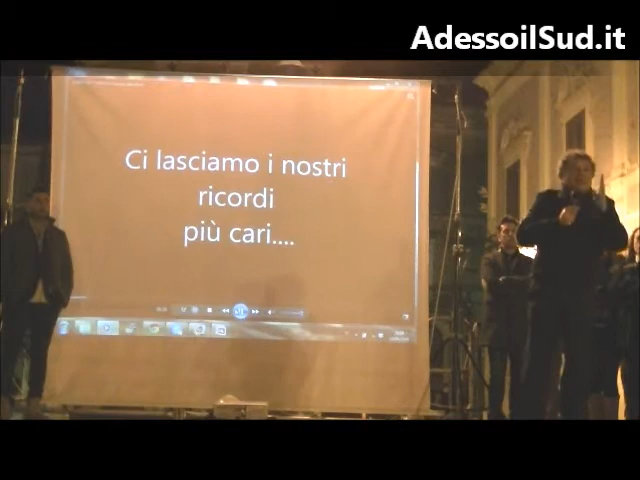 AdessoilSud.it
Ci lasciamo i nostri
ricordi
più cari....